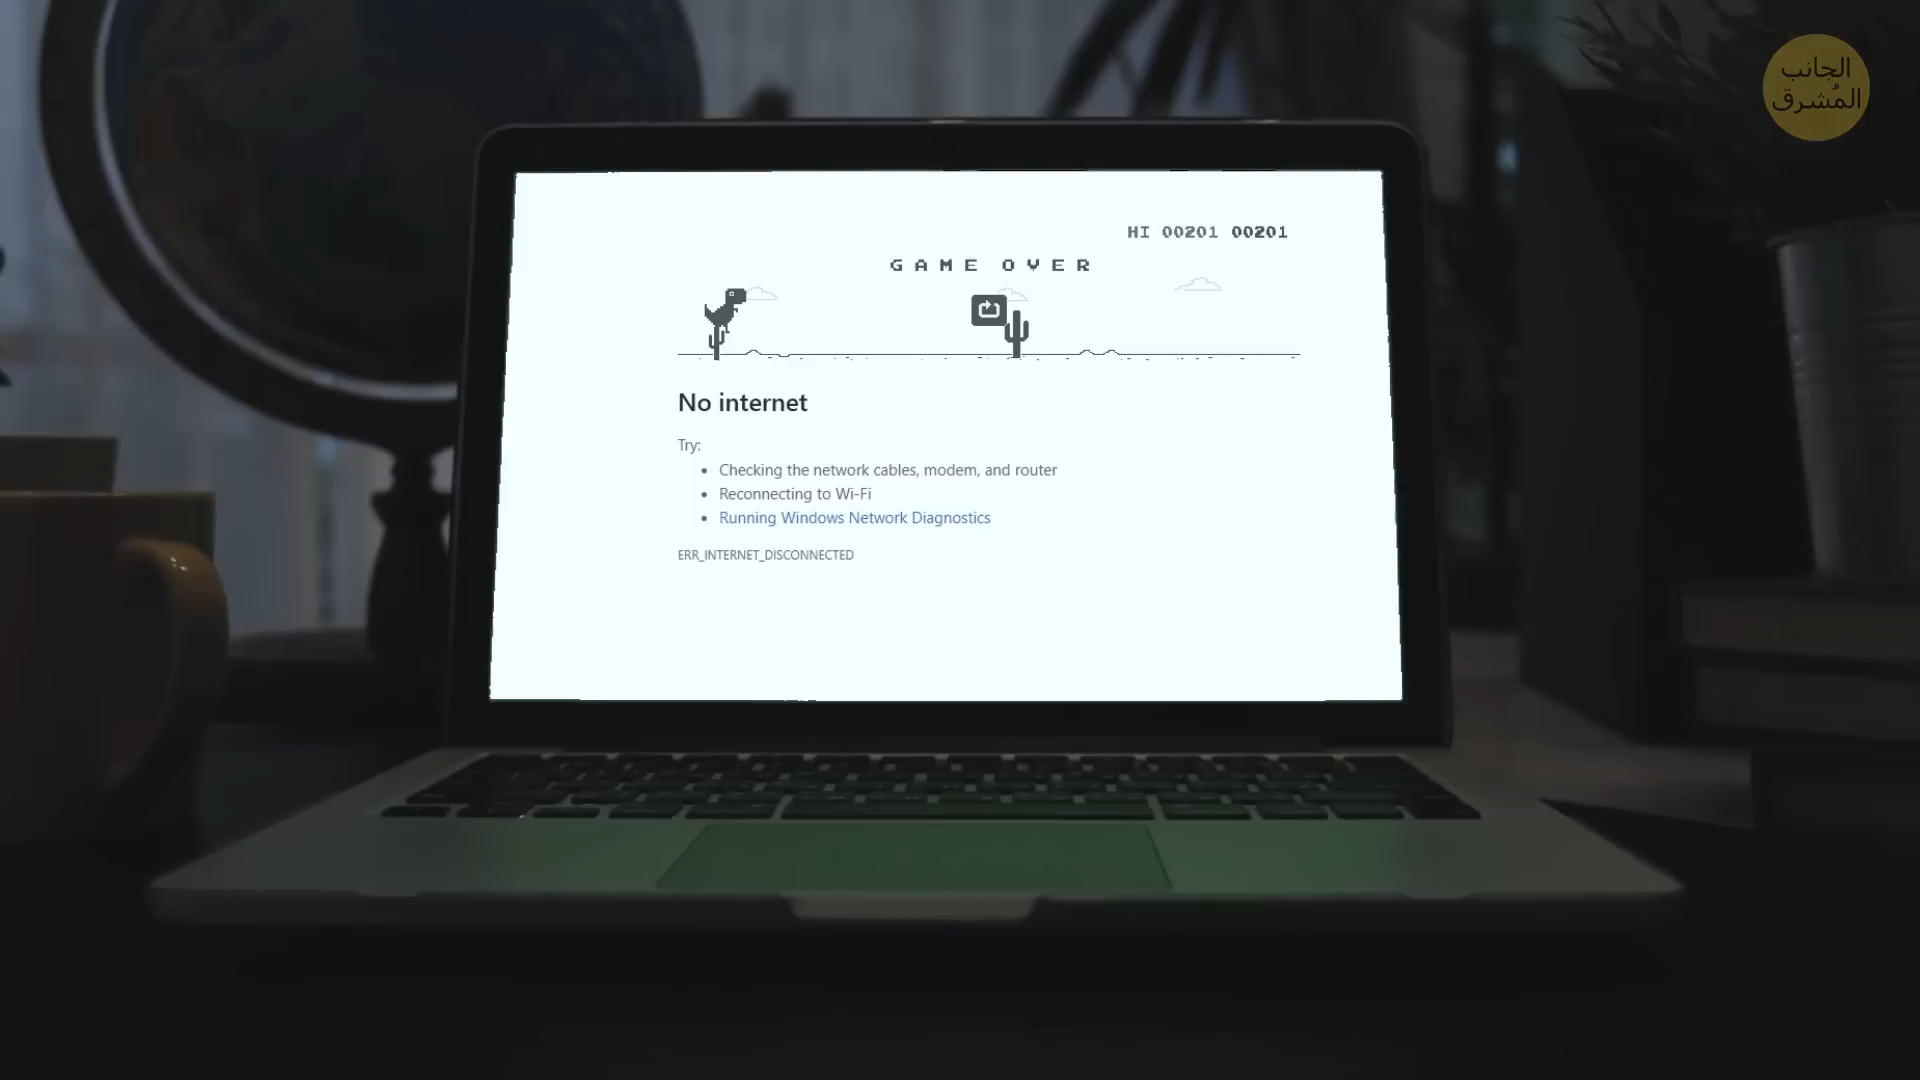 الجانب
المُشرق
HI 00201 00201
GAME OVER
No internet
Try:
Checking the network cables, modem, and router
Reconnecting to Wi-Fi
Running Windows Network Diagnostics
ERR_INTERNET_DISCONNECTED